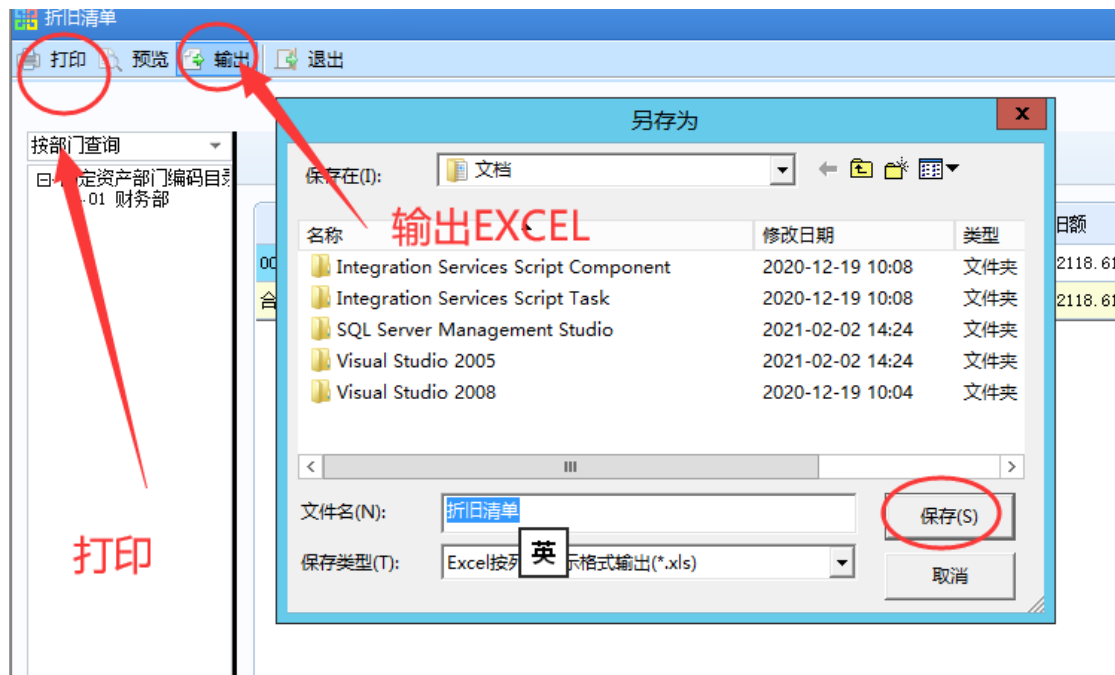 折旧清单
打印 预览 输出 退出
按部门查询
定资产部门编码目录
01 财务部
旧额
00 2118.61
合 2118.61
另存为 x
保存在(I): 文档
名称 修改日期 类型
输出EXCEL
Integration Services Script Component 2020-12-19 10:08 文件夹
Integration Services Script Task 2020-12-19 10:08 文件夹
SQL Server Management Studio 2021-02-02 14:24 文件夹
Visual Studio 2005 2021-02-02 14:24 文件夹
Visual Studio 2008 2020-12-19 10:04 文件夹
文件名(N): 折旧清单 保存(S)
保存类型(T): Excel按列 示格式输出(*.xls) 取消
英
打印